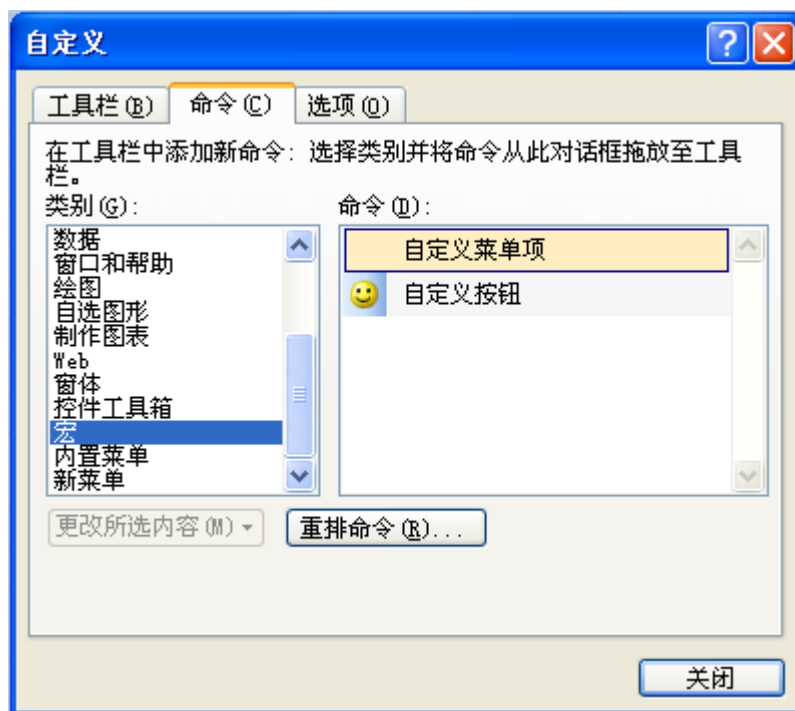 自定义
工具栏(B) 命令(C) 选项(O)
在工具栏中添加新命令: 选择类别并将命令从此对话框拖放至工具
栏。
类别(G): 命令(D):
数据
窗口和帮助
绘图
自选图形
制作图表
Web
窗体
控件工具箱
宏
内置菜单
新菜单
自定义菜单项
自定义按钮
更改所选内容(M) 重排命令(R)...
关闭